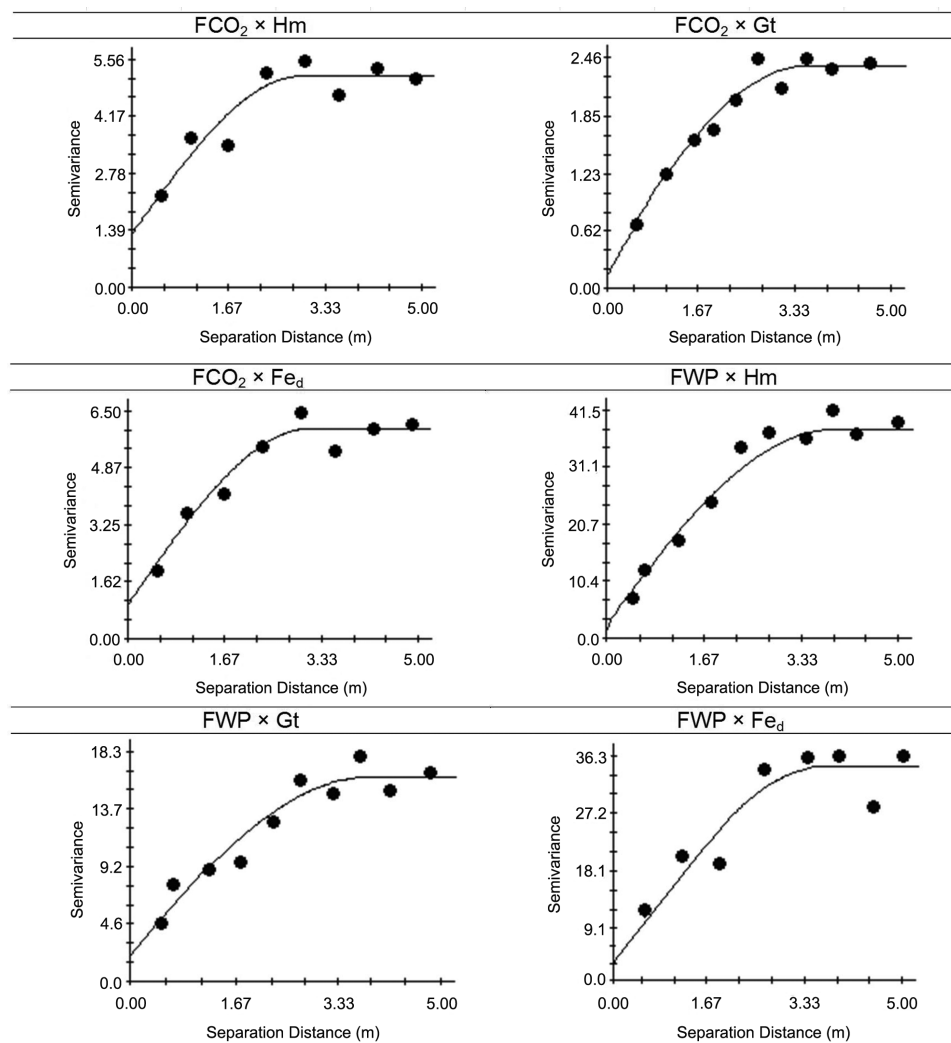 FCO₂ × Hm
FCO₂ × Gt
5.56
4.17
2.78
1.39
0.00
Semivariance
0.00 1.67 3.33 5.00
Separation Distance (m)
2.46
1.85
1.23
0.62
0.00
Semivariance
0.00 1.67 3.33 5.00
Separation Distance (m)
FCO₂ × Fed
FWP × Hm
6.50
4.87
3.25
1.62
0.00
Semivariance
0.00 1.67 3.33 5.00
Separation Distance (m)
41.5
31.1
20.7
10.4
0.0
Semivariance
0.00 1.67 3.33 5.00
Separation Distance (m)
FWP × Gt
FWP × Fed
18.3
13.7
9.2
4.6
0.0
Semivariance
0.00 1.67 3.33 5.00
Separation Distance (m)
36.3
27.2
18.1
9.1
0.0
Semivariance
0.00 1.67 3.33 5.00
Separation Distance (m)